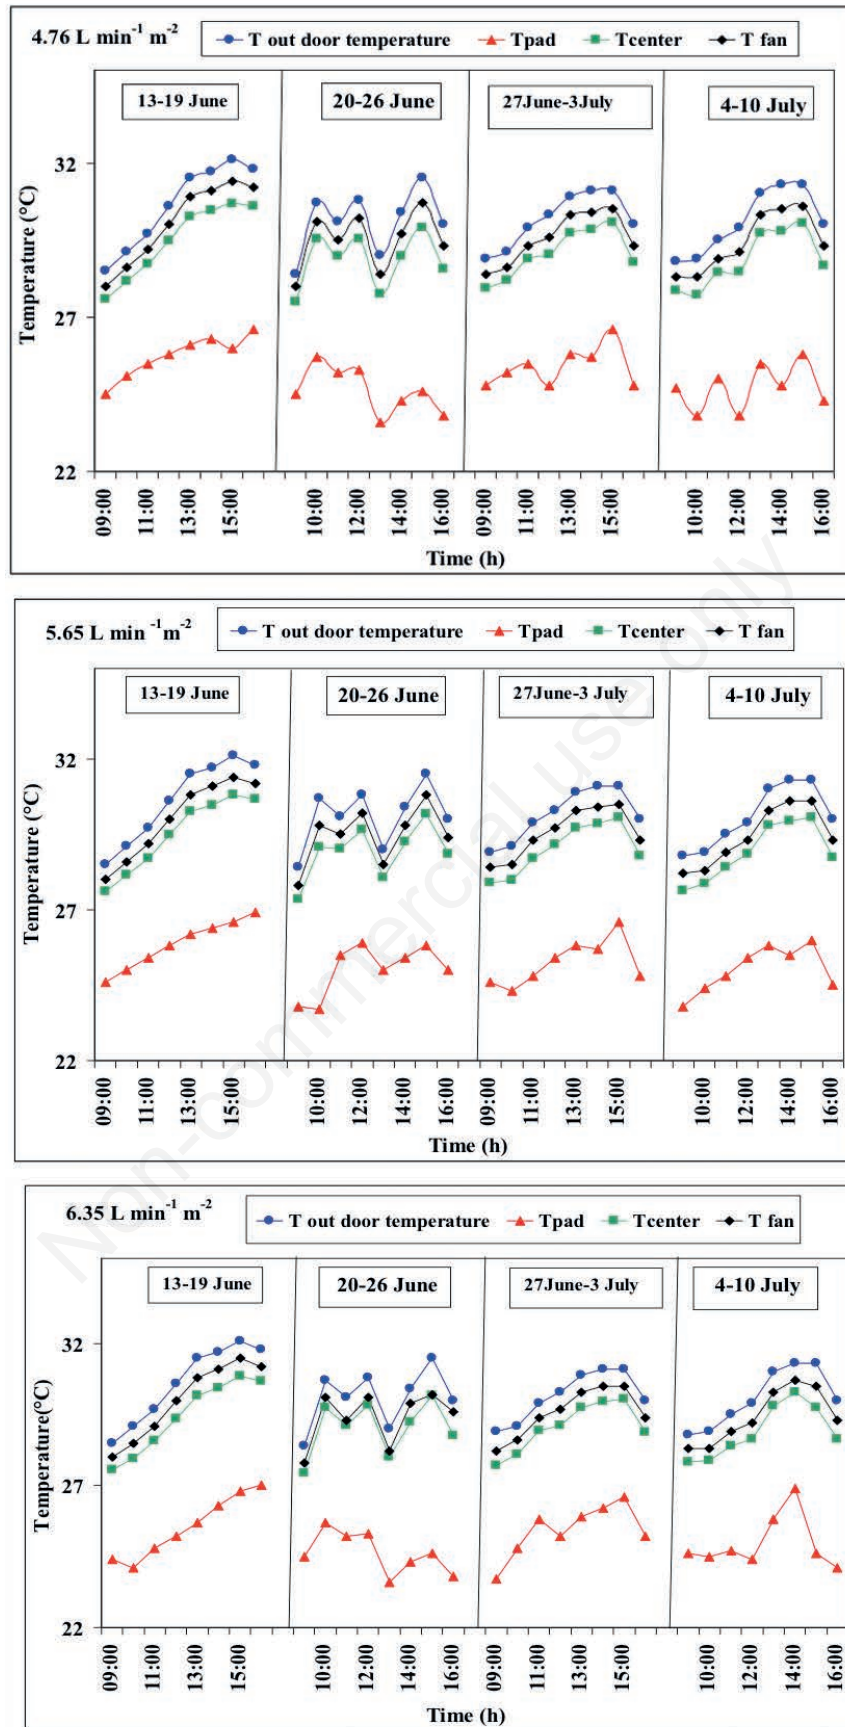 4.76 L min⁻¹ m⁻²
T out door temperature Tpad Tcenter T fan
13-19 June 20-26 June 27June-3July 4-10 July
Temperature (°C)
32
27
22
09:00 11:00 13:00 15:00 10:00 12:00 14:00 16:00 09:00 11:00 13:00 15:00 10:00 12:00 14:00 16:00
Time (h)
5.65 L min ⁻¹m⁻²
T out door temperature Tpad Tcenter T fan
13-19 June 20-26 June 27June-3 July 4-10 July
Temperature (°C)
32
27
22
09:00 11:00 13:00 15:00 10:00 12:00 14:00 16:00 09:00 11:00 13:00 15:00 10:00 12:00 14:00 16:00
Time (h)
6.35 L min⁻¹ m⁻²
T out door temperature Tpad Tcenter T fan
13-19 June 20-26 June 27June-3 July 4-10 July
Temperature(°C)
32
27
22
09:00 11:00 13:00 15:00 10:00 12:00 14:00 16:00 09:00 11:00 13:00 15:00 10:00 12:00 14:00 16:00
Time (h)
Non-commercial use only